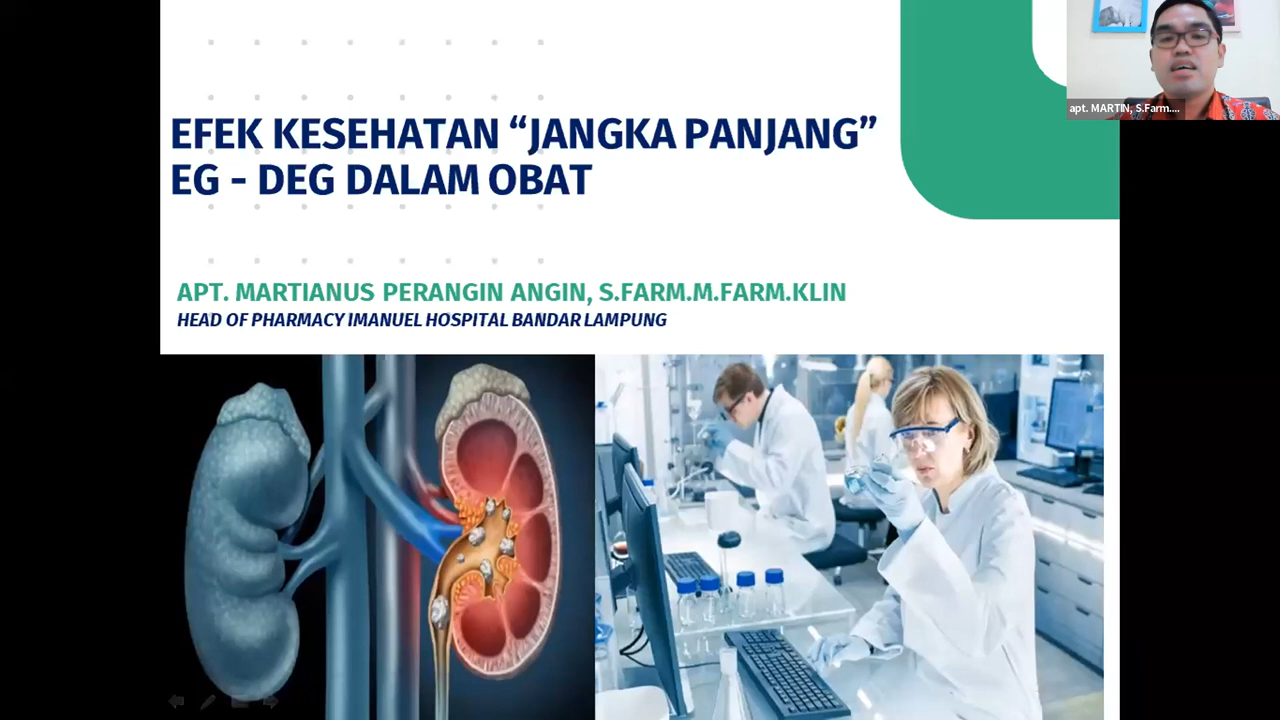 EFEK KESEHATAN “JANGKA PANJANG”
EG - DEG DALAM OBAT
APT. MARTIANUS PERANGIN ANGIN, S.FARM.M.FARM.KLIN
HEAD OF PHARMACY IMANUEL HOSPITAL BANDAR LAMPUNG
apt. MARTIN, S.Farm....